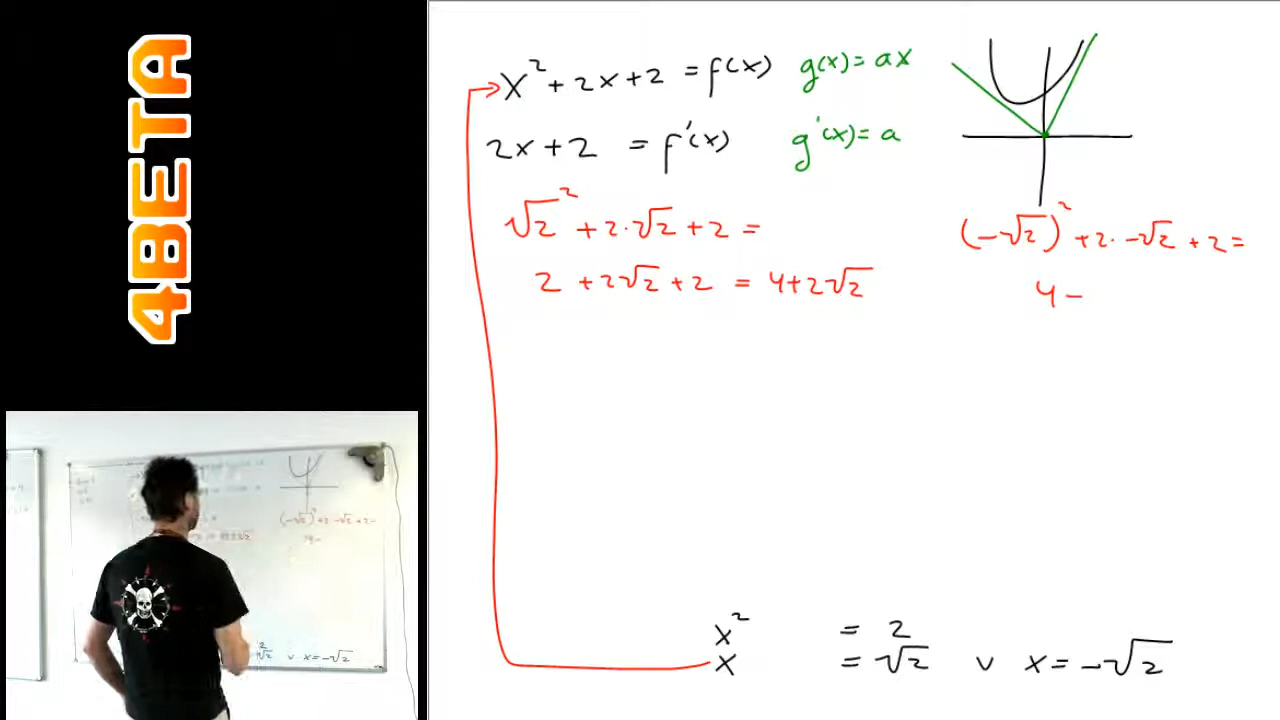 4BETA
x² + 2x + 2 = f(x) g(x) = ax
2x + 2 = f'(x) g'(x) = a
√2² + 2·√2 + 2 =
2 + 2√2 + 2 = 4 + 2√2
(-√2)² + 2·-√2 + 2 =
4 -
x² = 2
x = √2 v x = -√2